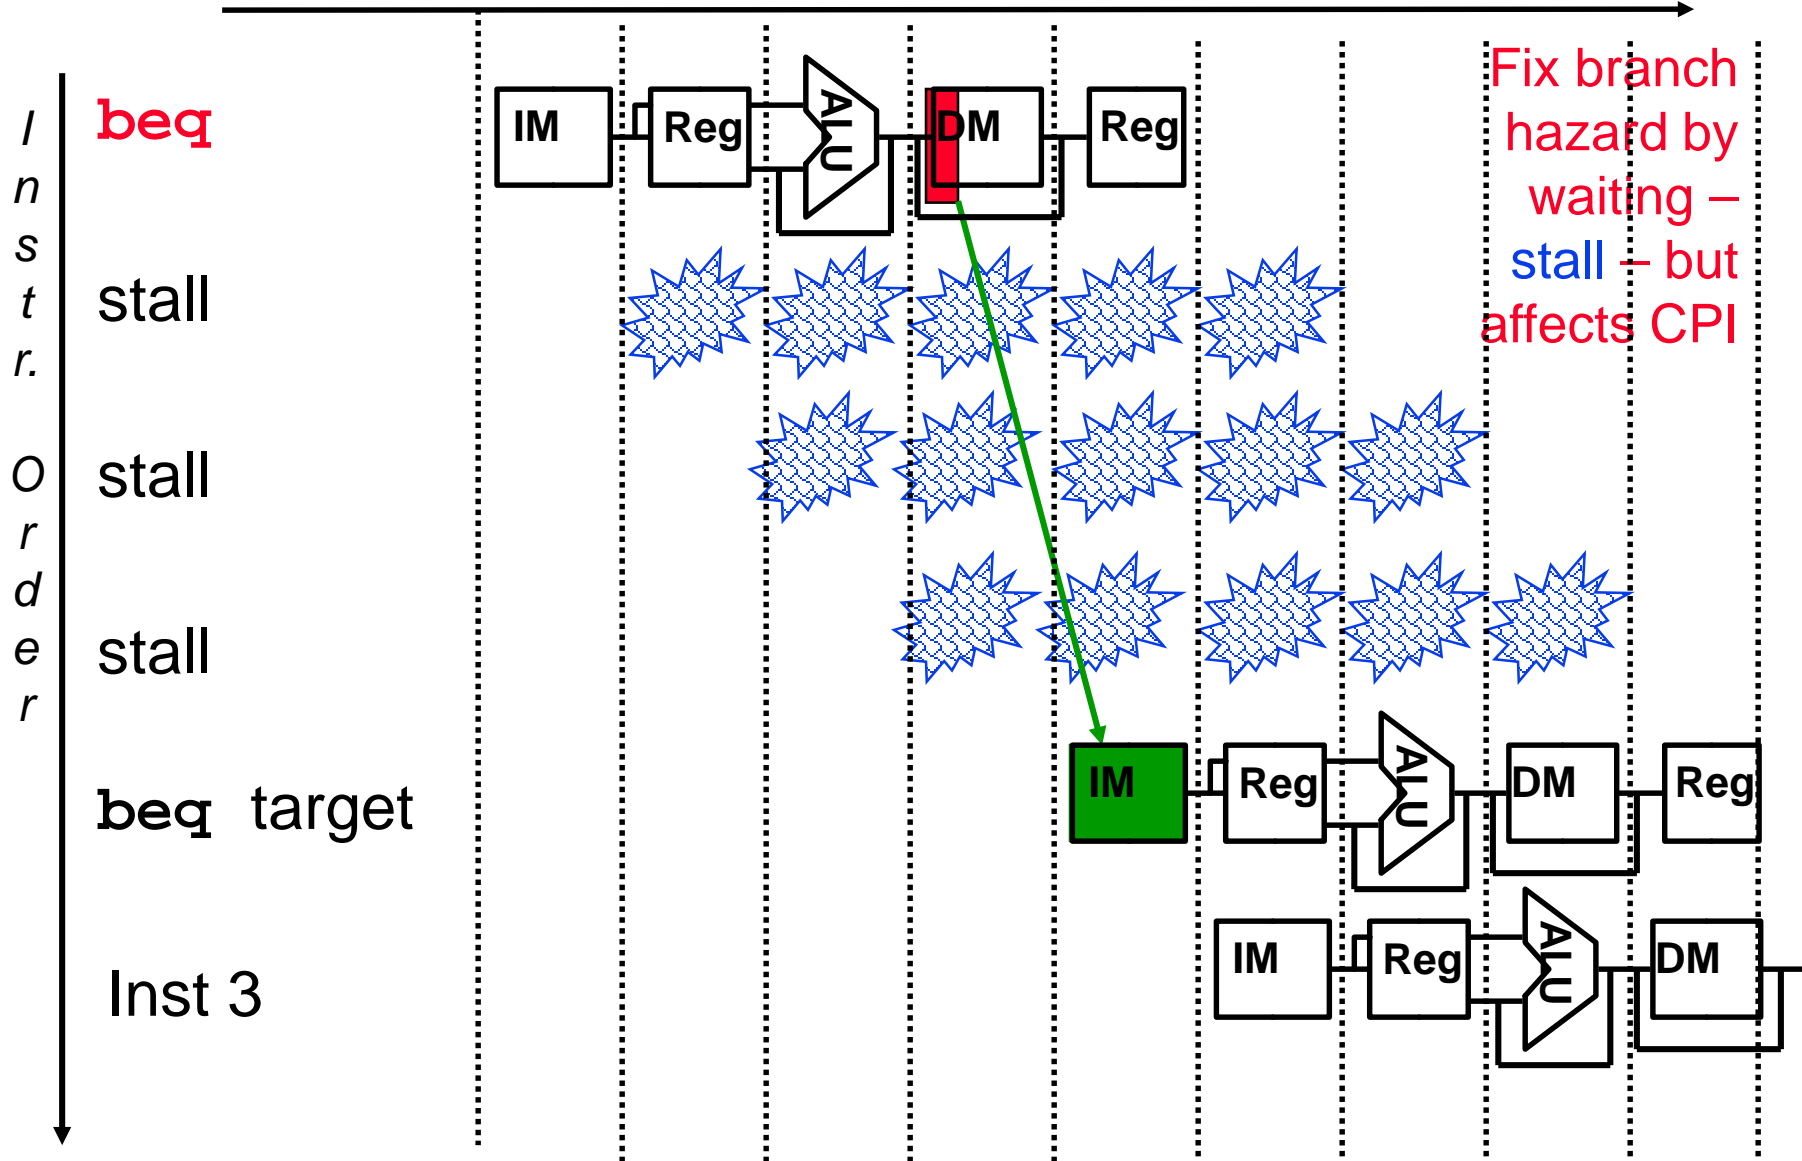 Instr. Order
beq
IM Reg ALU DM Reg
Fix branch
hazard by
waiting –
stall – but
affects CPI
stall
stall
stall
beq target
IM Reg ALU DM Reg
Inst 3
IM Reg ALU DM